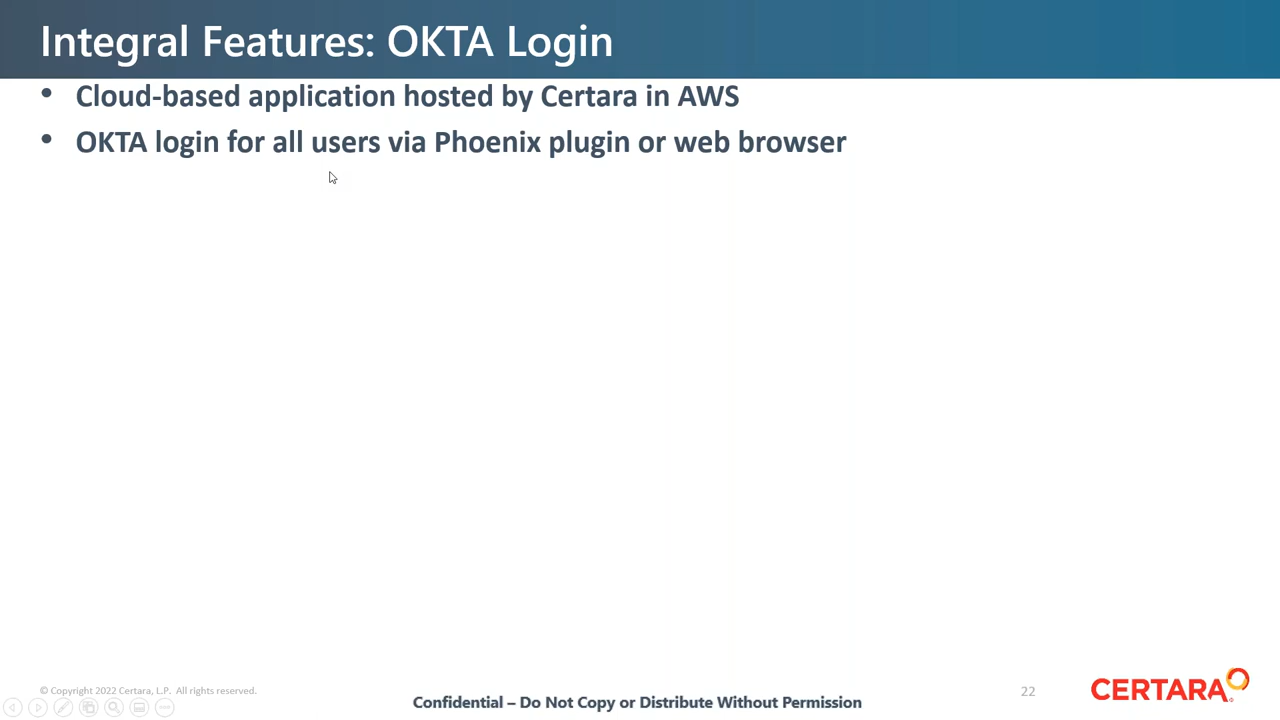 Integral Features: OKTA Login
• Cloud-based application hosted by Certara in AWS
• OKTA login for all users via Phoenix plugin or web browser
© Copyright 2022 Certara, L.P. All rights reserved.
Confidential – Do Not Copy or Distribute Without Permission
22
CERTARA